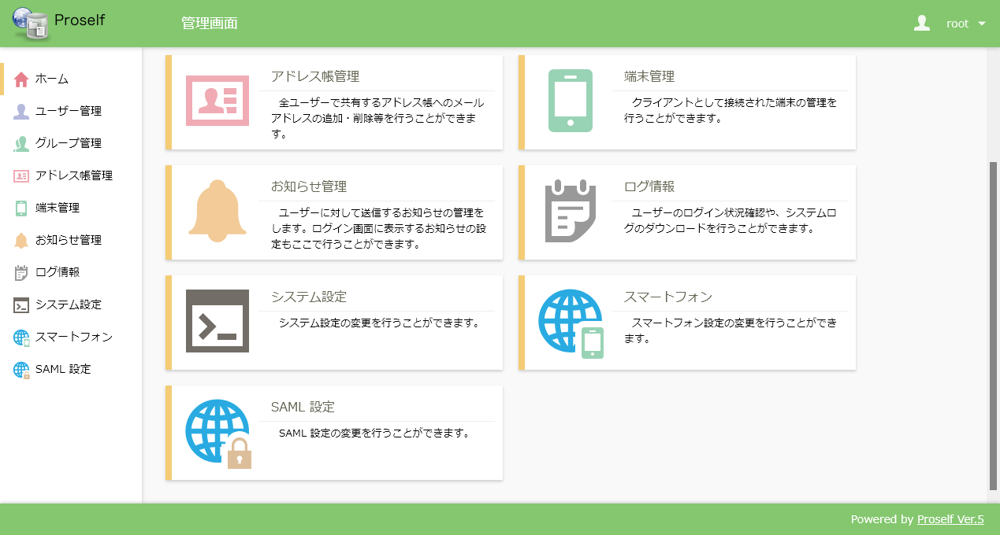 Proself
管理画面
root
ホーム
ユーザー管理
グループ管理
アドレス帳管理
端末管理
お知らせ管理
ログ情報
システム設定
スマートフォン
SAML 設定
アドレス帳管理
全ユーザーで共有するアドレス帳へのメール
アドレスの追加・削除等を行うことができま
す。
端末管理
クライアントとして接続された端末の管理を
行うことができます。
お知らせ管理
ユーザーに対して送信するお知らせの管理を
します。ログイン画面に表示するお知らせの設
定もここで行うことができます。
ログ情報
ユーザーのログイン状況確認や、システムロ
グのダウンロードを行うことができます。
システム設定
システム設定の変更を行うことができます。
スマートフォン
スマートフォン設定の変更を行うことができ
ます。
SAML 設定
SAML 設定の変更を行うことができます。
Powered by Proself Ver.5